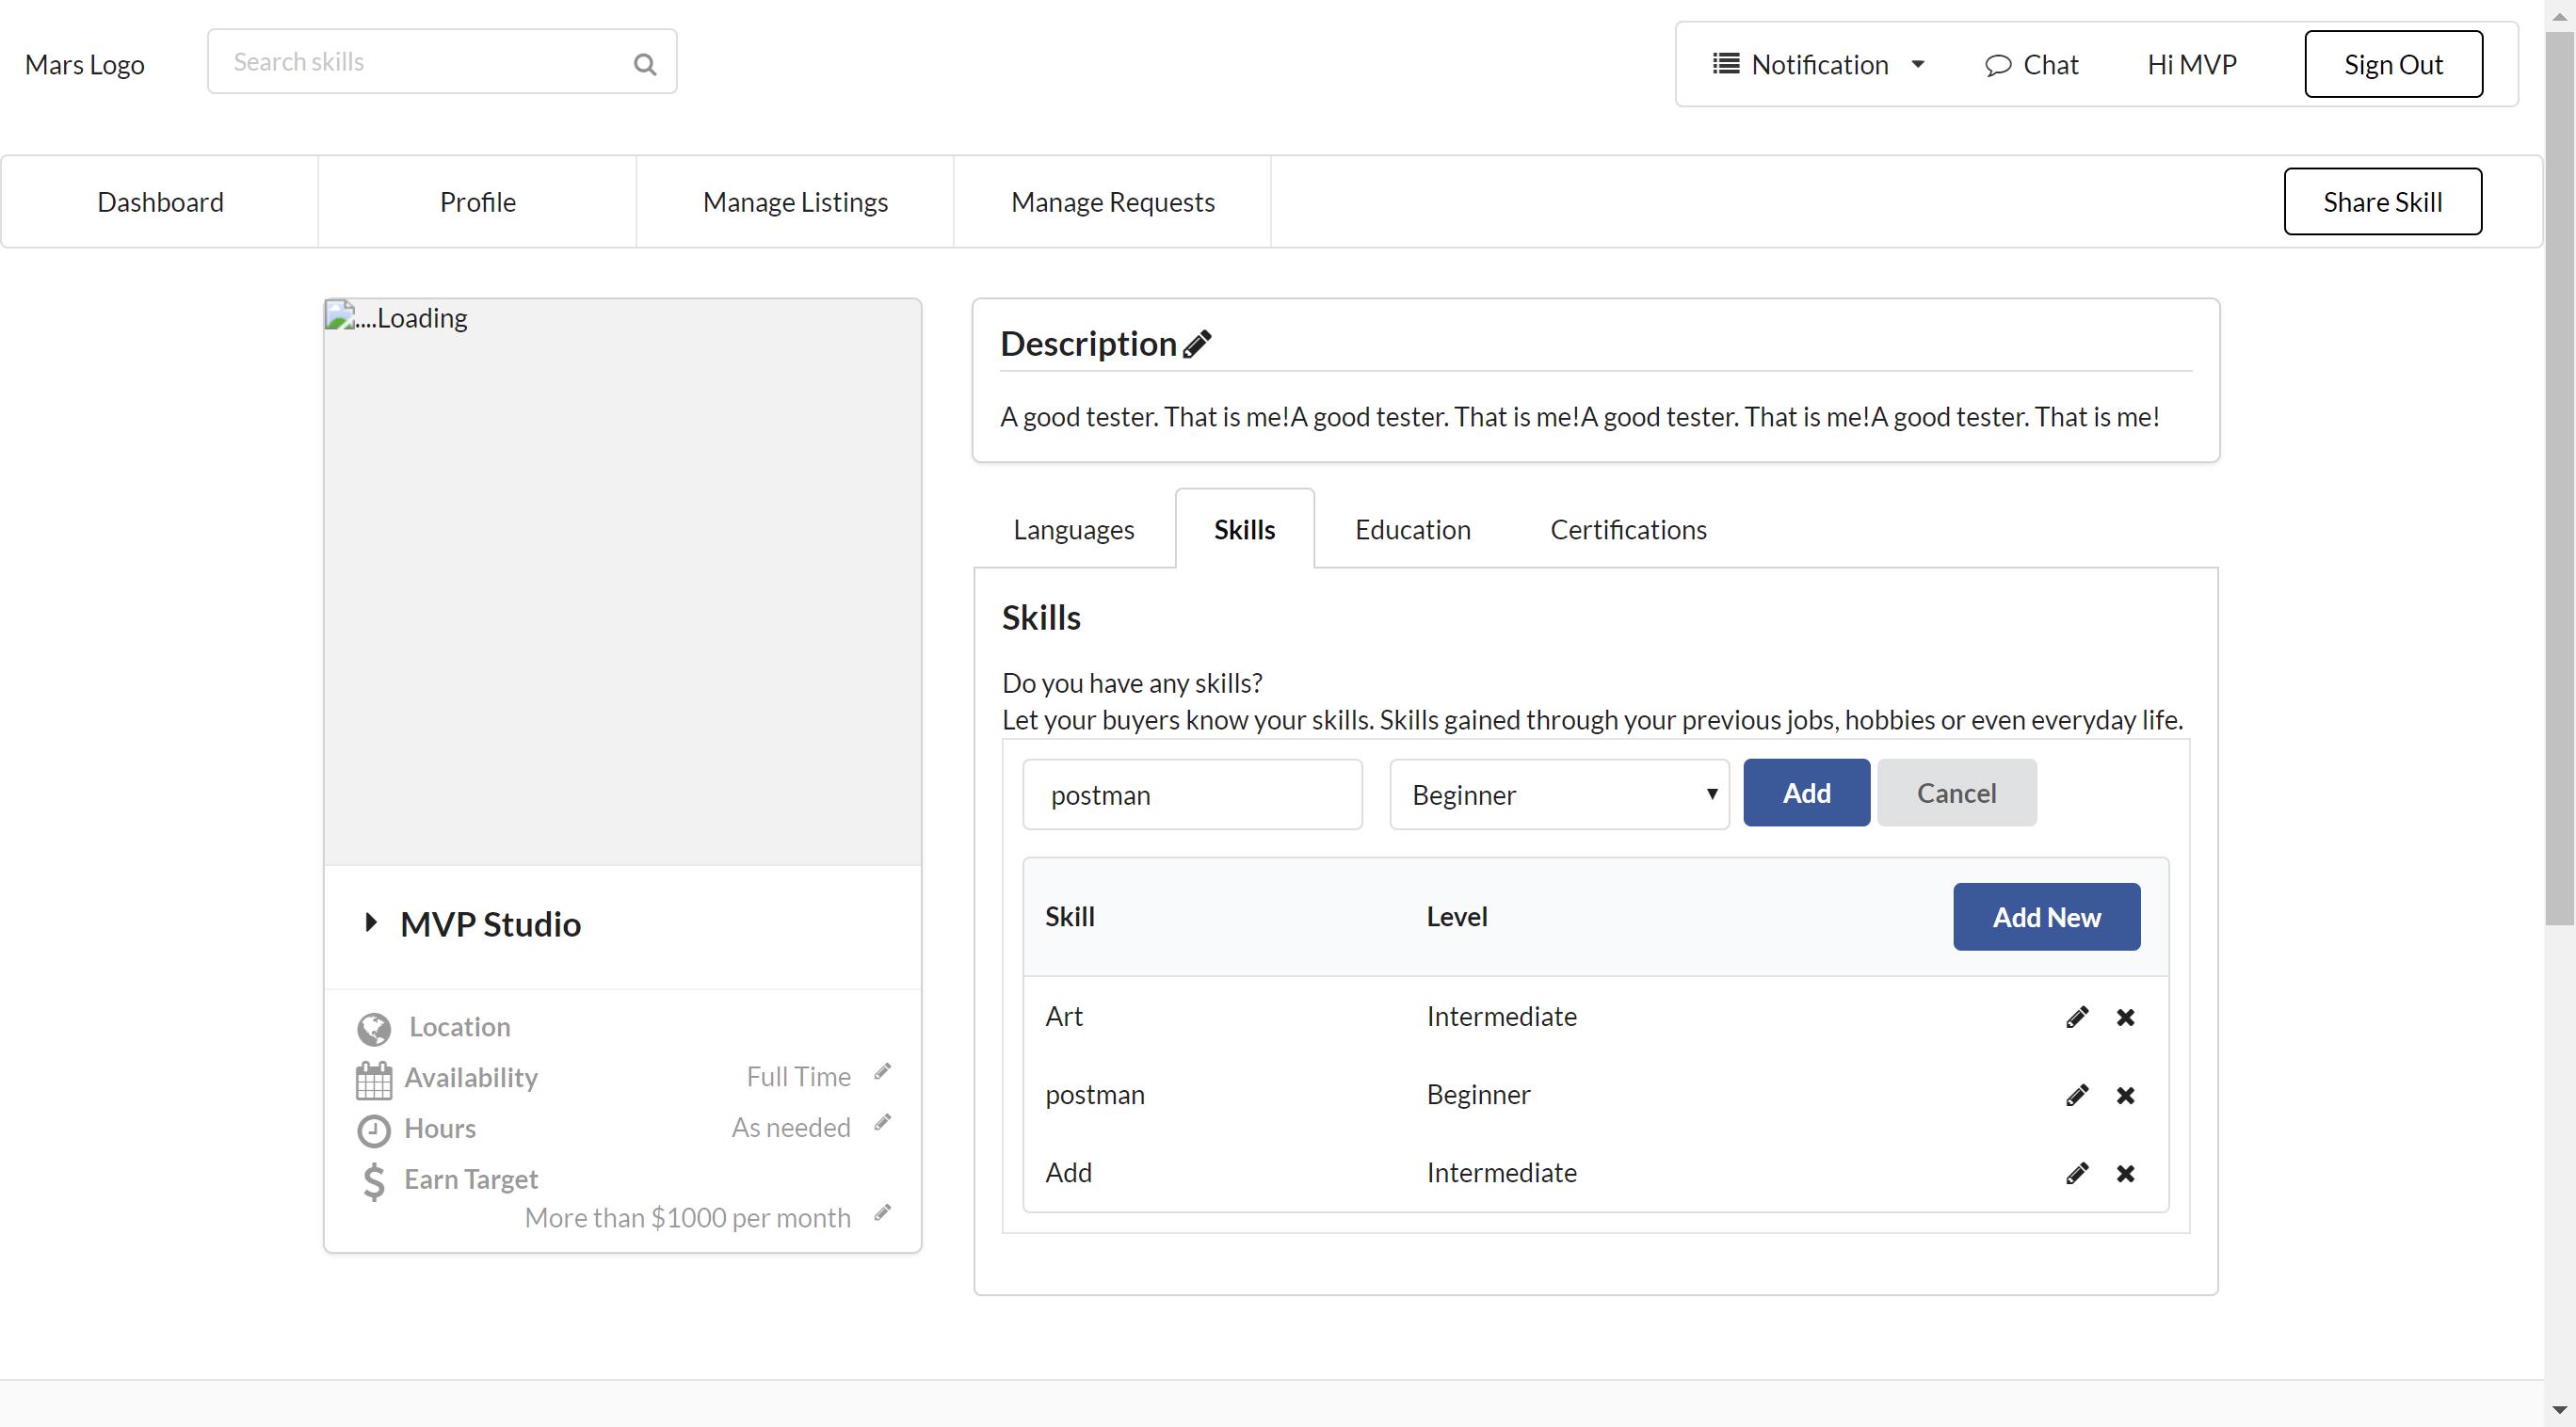 Mars Logo
Search skills
Notification
Chat
Hi MVP
Sign Out
Dashboard
Profile
Manage Listings
Manage Requests
Share Skill
....Loading
MVP Studio
Location
Availability
Full Time
Hours
As needed
Earn Target
More than $1000 per month
Description
A good tester. That is me!A good tester. That is me!A good tester. That is me!A good tester. That is me!
Languages
Skills
Education
Certifications
Skills
Do you have any skills?
Let your buyers know your skills. Skills gained through your previous jobs, hobbies or even everyday life.
postman
Beginner
Add
Cancel
Skill
Level
Add New
Art
Intermediate
postman
Beginner
Add
Intermediate